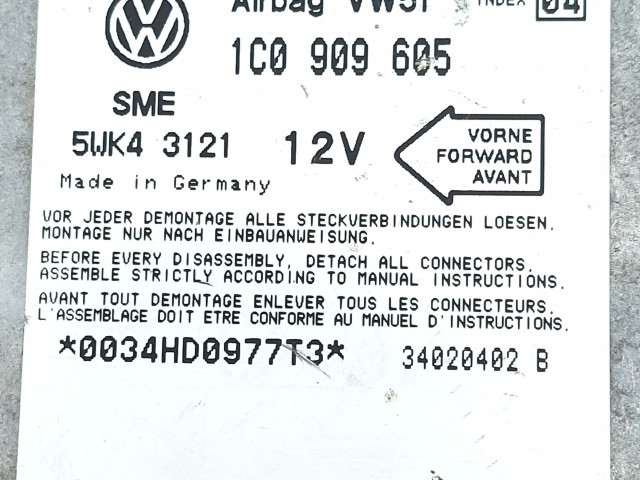 Airbag VW51 INDEX 04
1C0 909 605
SME
5WK4 3121 12V
VORNE
FORWARD
AVANT
Made in Germany
VOR JEDER DEMONTAGE ALLE STECKVERBINDUNGEN LOESEN.
MONTAGE NUR NACH EINBAUANWEISUNG.
BEFORE EVERY DISASSEMBLY, DETACH ALL CONNECTORS.
ASSEMBLE STRICTLY ACCORDING TO MANUAL INSTRUCTIONS.
AVANT TOUT DEMONTAGE ENLEVER TOUS LES CONNECTEURS.
L'ASSEMBLAGE DOIT ETRE CONFORME AU MANUEL D'INSTRUCTIONS.
*0034HD0977T3* 34020402 B